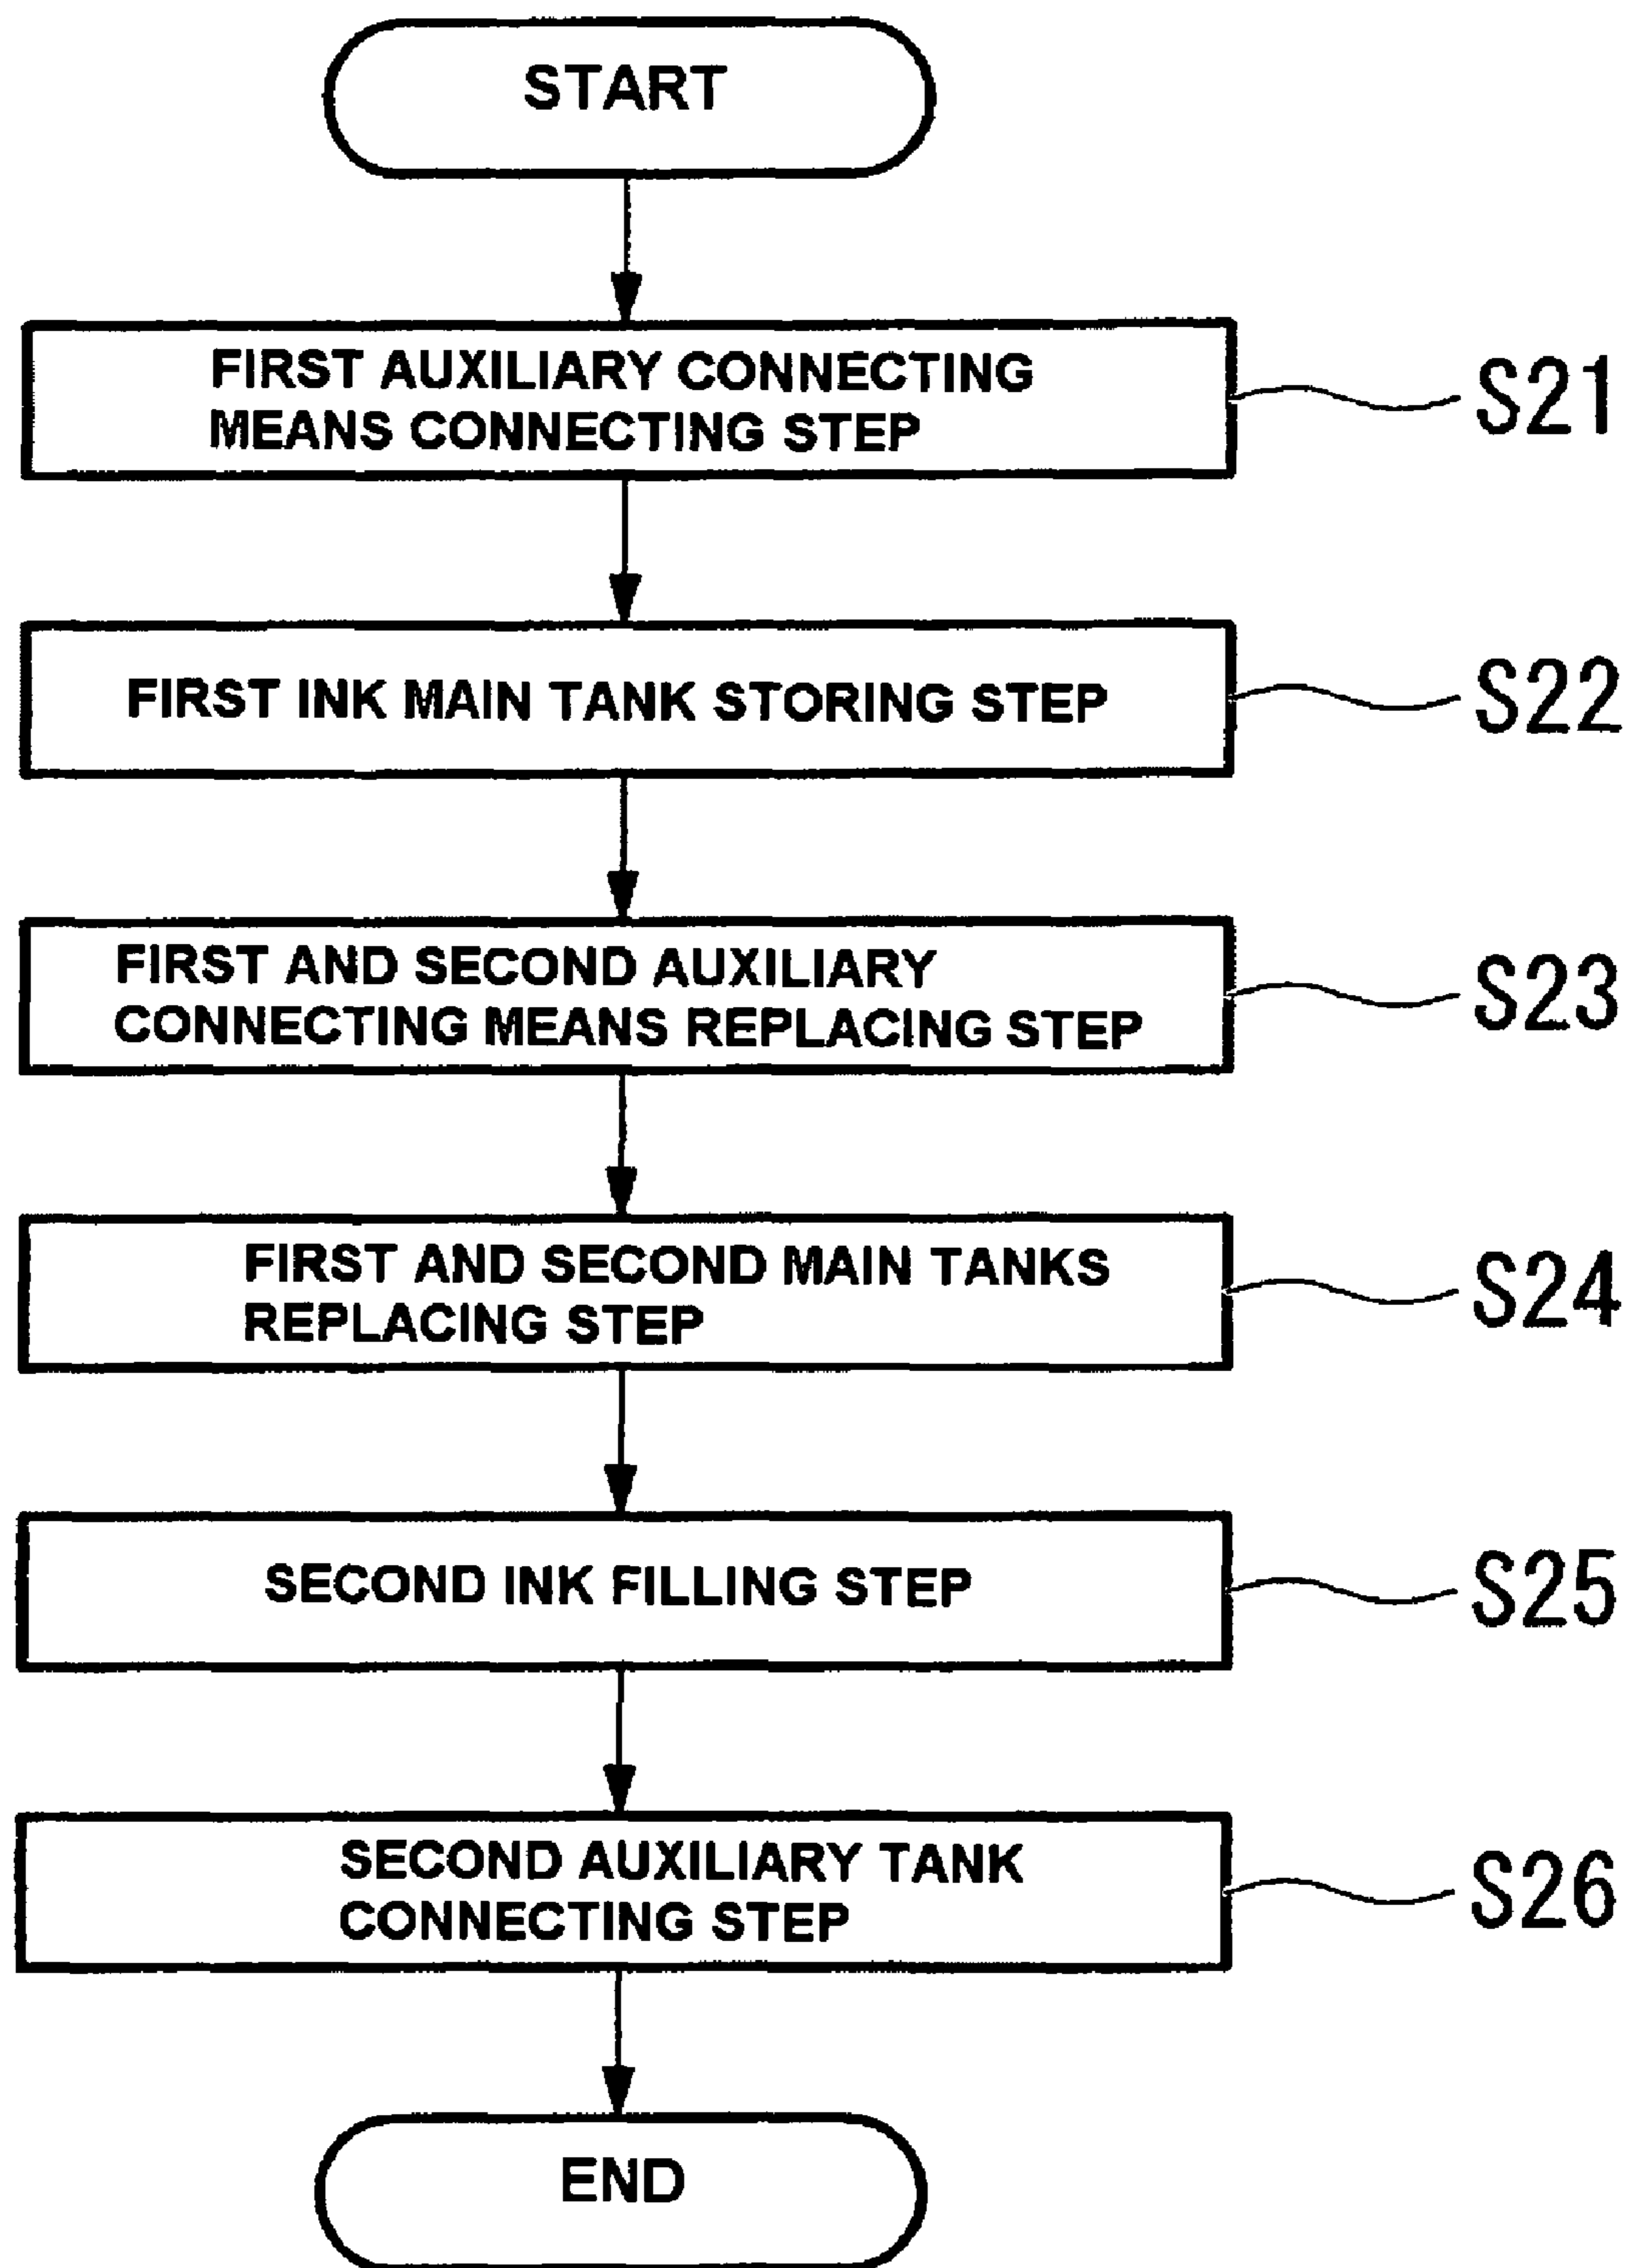 START
FIRST AUXILIARY CONNECTING
MEANS CONNECTING STEP
S21
FIRST INK MAIN TANK STORING STEP
S22
FIRST AND SECOND AUXILIARY
CONNECTING MEANS REPLACING STEP
S23
FIRST AND SECOND MAIN TANKS
REPLACING STEP
S24
SECOND INK FILLING STEP
S25
SECOND AUXILIARY TANK
CONNECTING STEP
S26
END